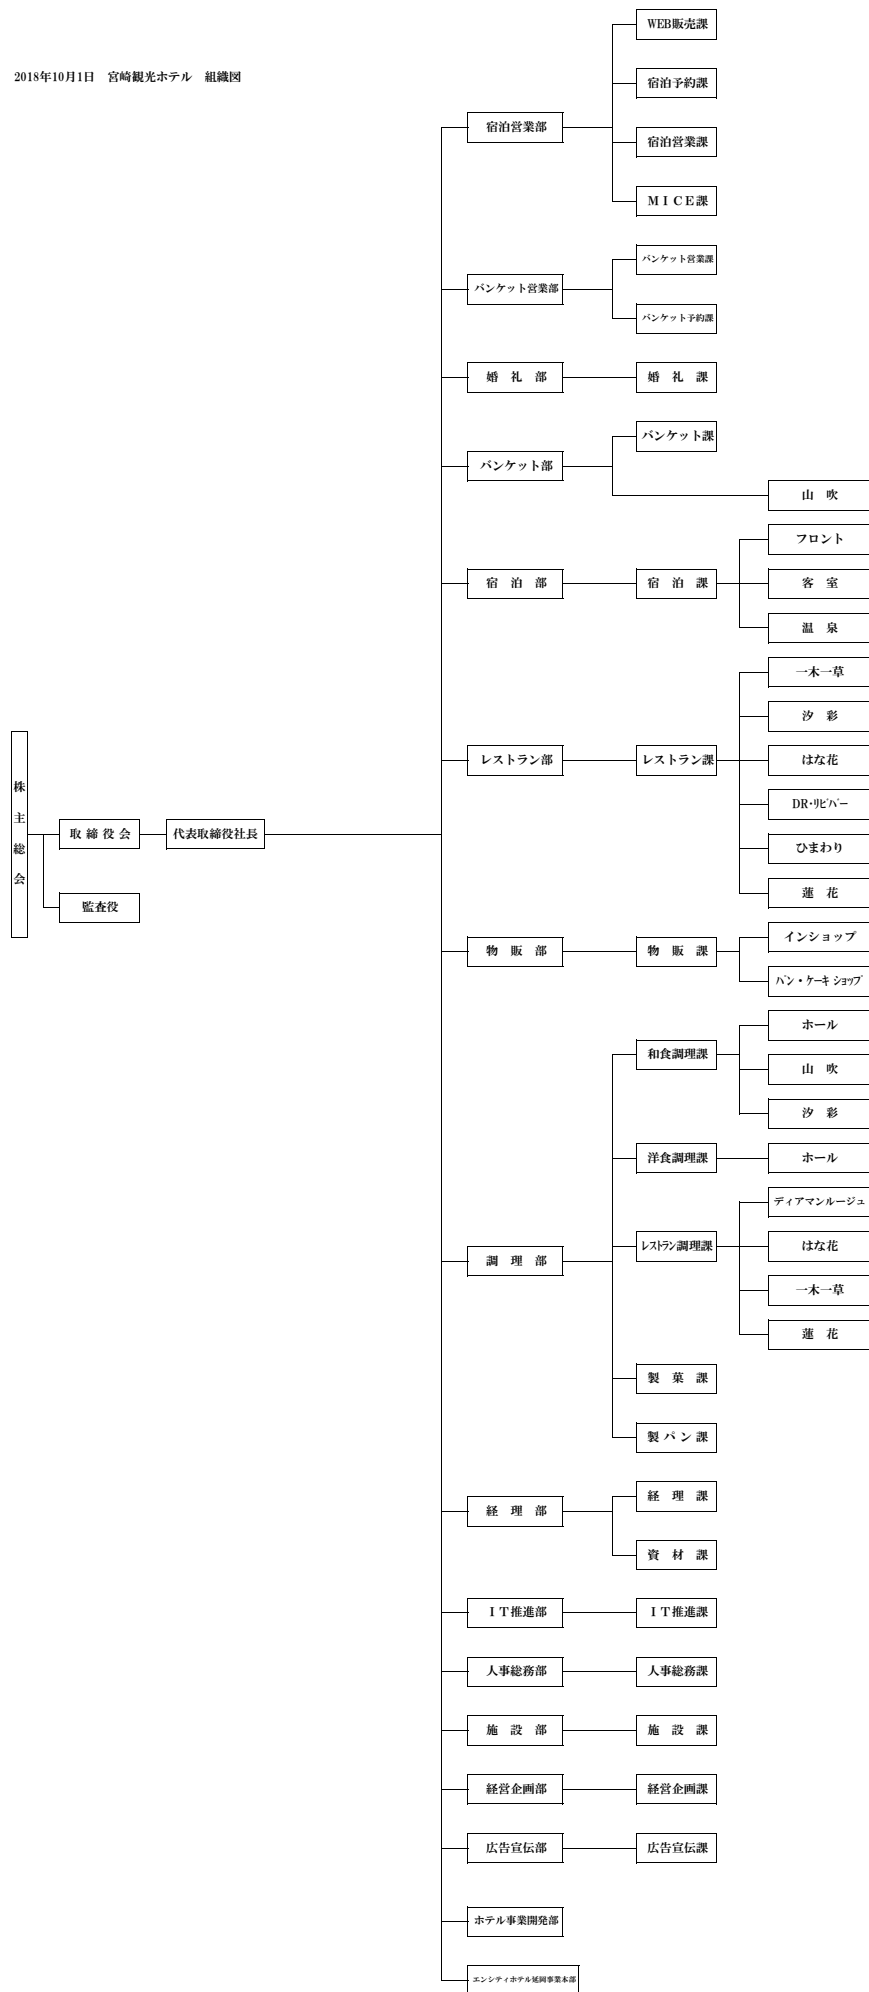 2018年10月1日　宮崎観光ホテル　組織図
株主総会
取 締 役 会
監査役
代表取締役社長
宿泊営業部
WEB販売課
宿泊予約課
宿泊営業課
ＭＩＣＥ課
バンケット営業部
バンケット営業課
バンケット予約課
婚　礼　部
婚　礼　課
バンケット部
バンケット課
山　吹
宿　泊　部
宿　泊　課
フロント
客　室
温　泉
レストラン部
レストラン課
一木一草
汐　彩
はな花
DR・ﾘﾋﾞﾊﾞｰ
ひまわり
蓮　花
物　販　部
物　販　課
インショップ
ﾊﾟﾝ・ｹｰｷ ｼｮｯﾌﾟ
調　理　部
和食調理課
ホール
山　吹
汐　彩
洋食調理課
ホール
ﾚｽﾄﾗﾝ調理課
ディアマンルージュ
はな花
一木一草
蓮　花
製　菓　課
製 パ ン 課
経　理　部
経　理　課
資　材　課
ＩＴ推進部
ＩＴ推進課
人事総務部
人事総務課
施　設　部
施　設　課
経営企画部
経営企画課
広告宣伝部
広告宣伝課
ホテル事業開発部
エンシティホテル延岡事業本部